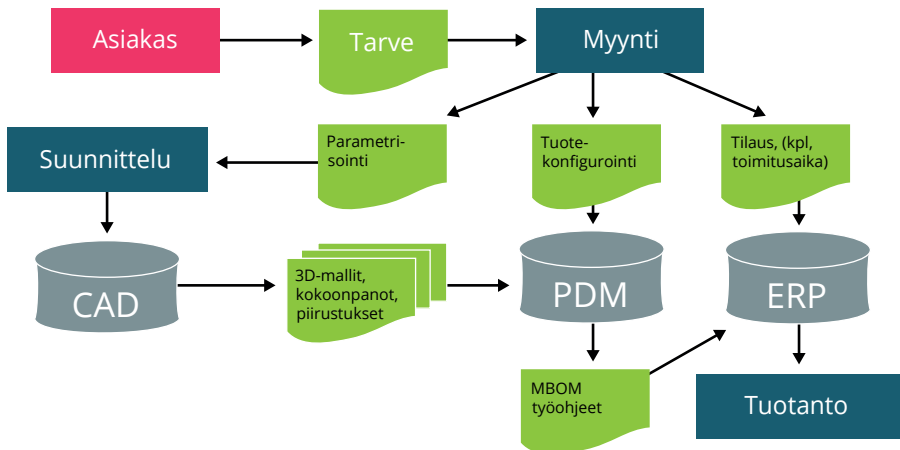 Asiakas
Tarve
Myynti
Suunnittelu
Parametri-
sointi
Tuote-
konfigurointi
Tilaus, (kpl,
toimitusaika)
CAD
3D-mallit,
kokoonpanot,
piirustukset
PDM
ERP
MBOM
työohjeet
Tuotanto